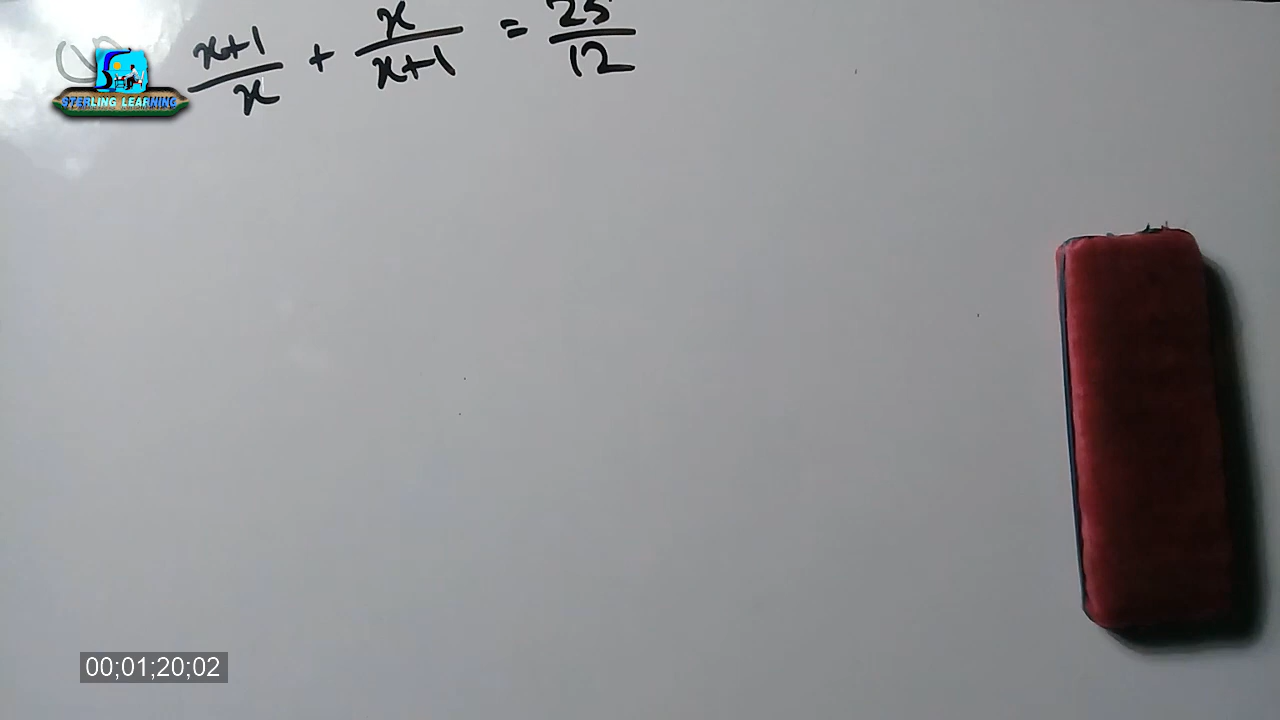 x+1/x + x/x+1 = 25/12
STERLING LEARNING
00;01;20;02